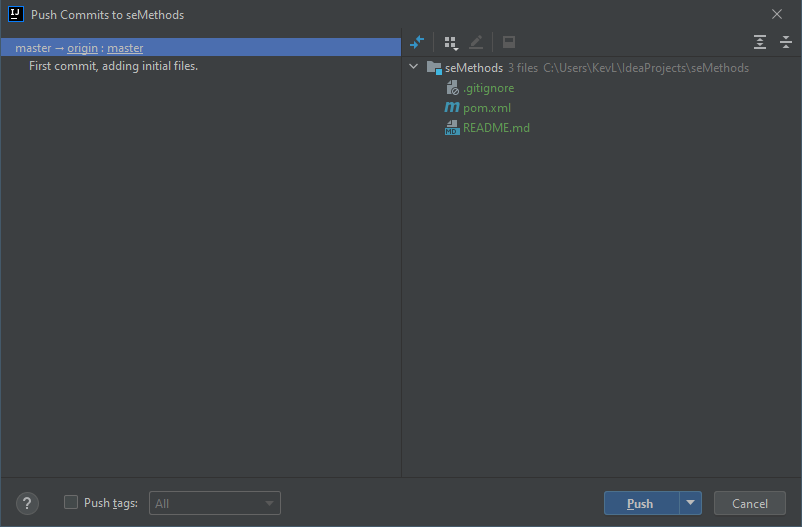 Push Commits to seMethods
master → origin : master
First commit, adding initial files.
seMethods 3 files C:\Users\KevL\IdeaProjects\seMethods
.gitignore
pom.xml
README.md
? Push tags: All
Push
Cancel